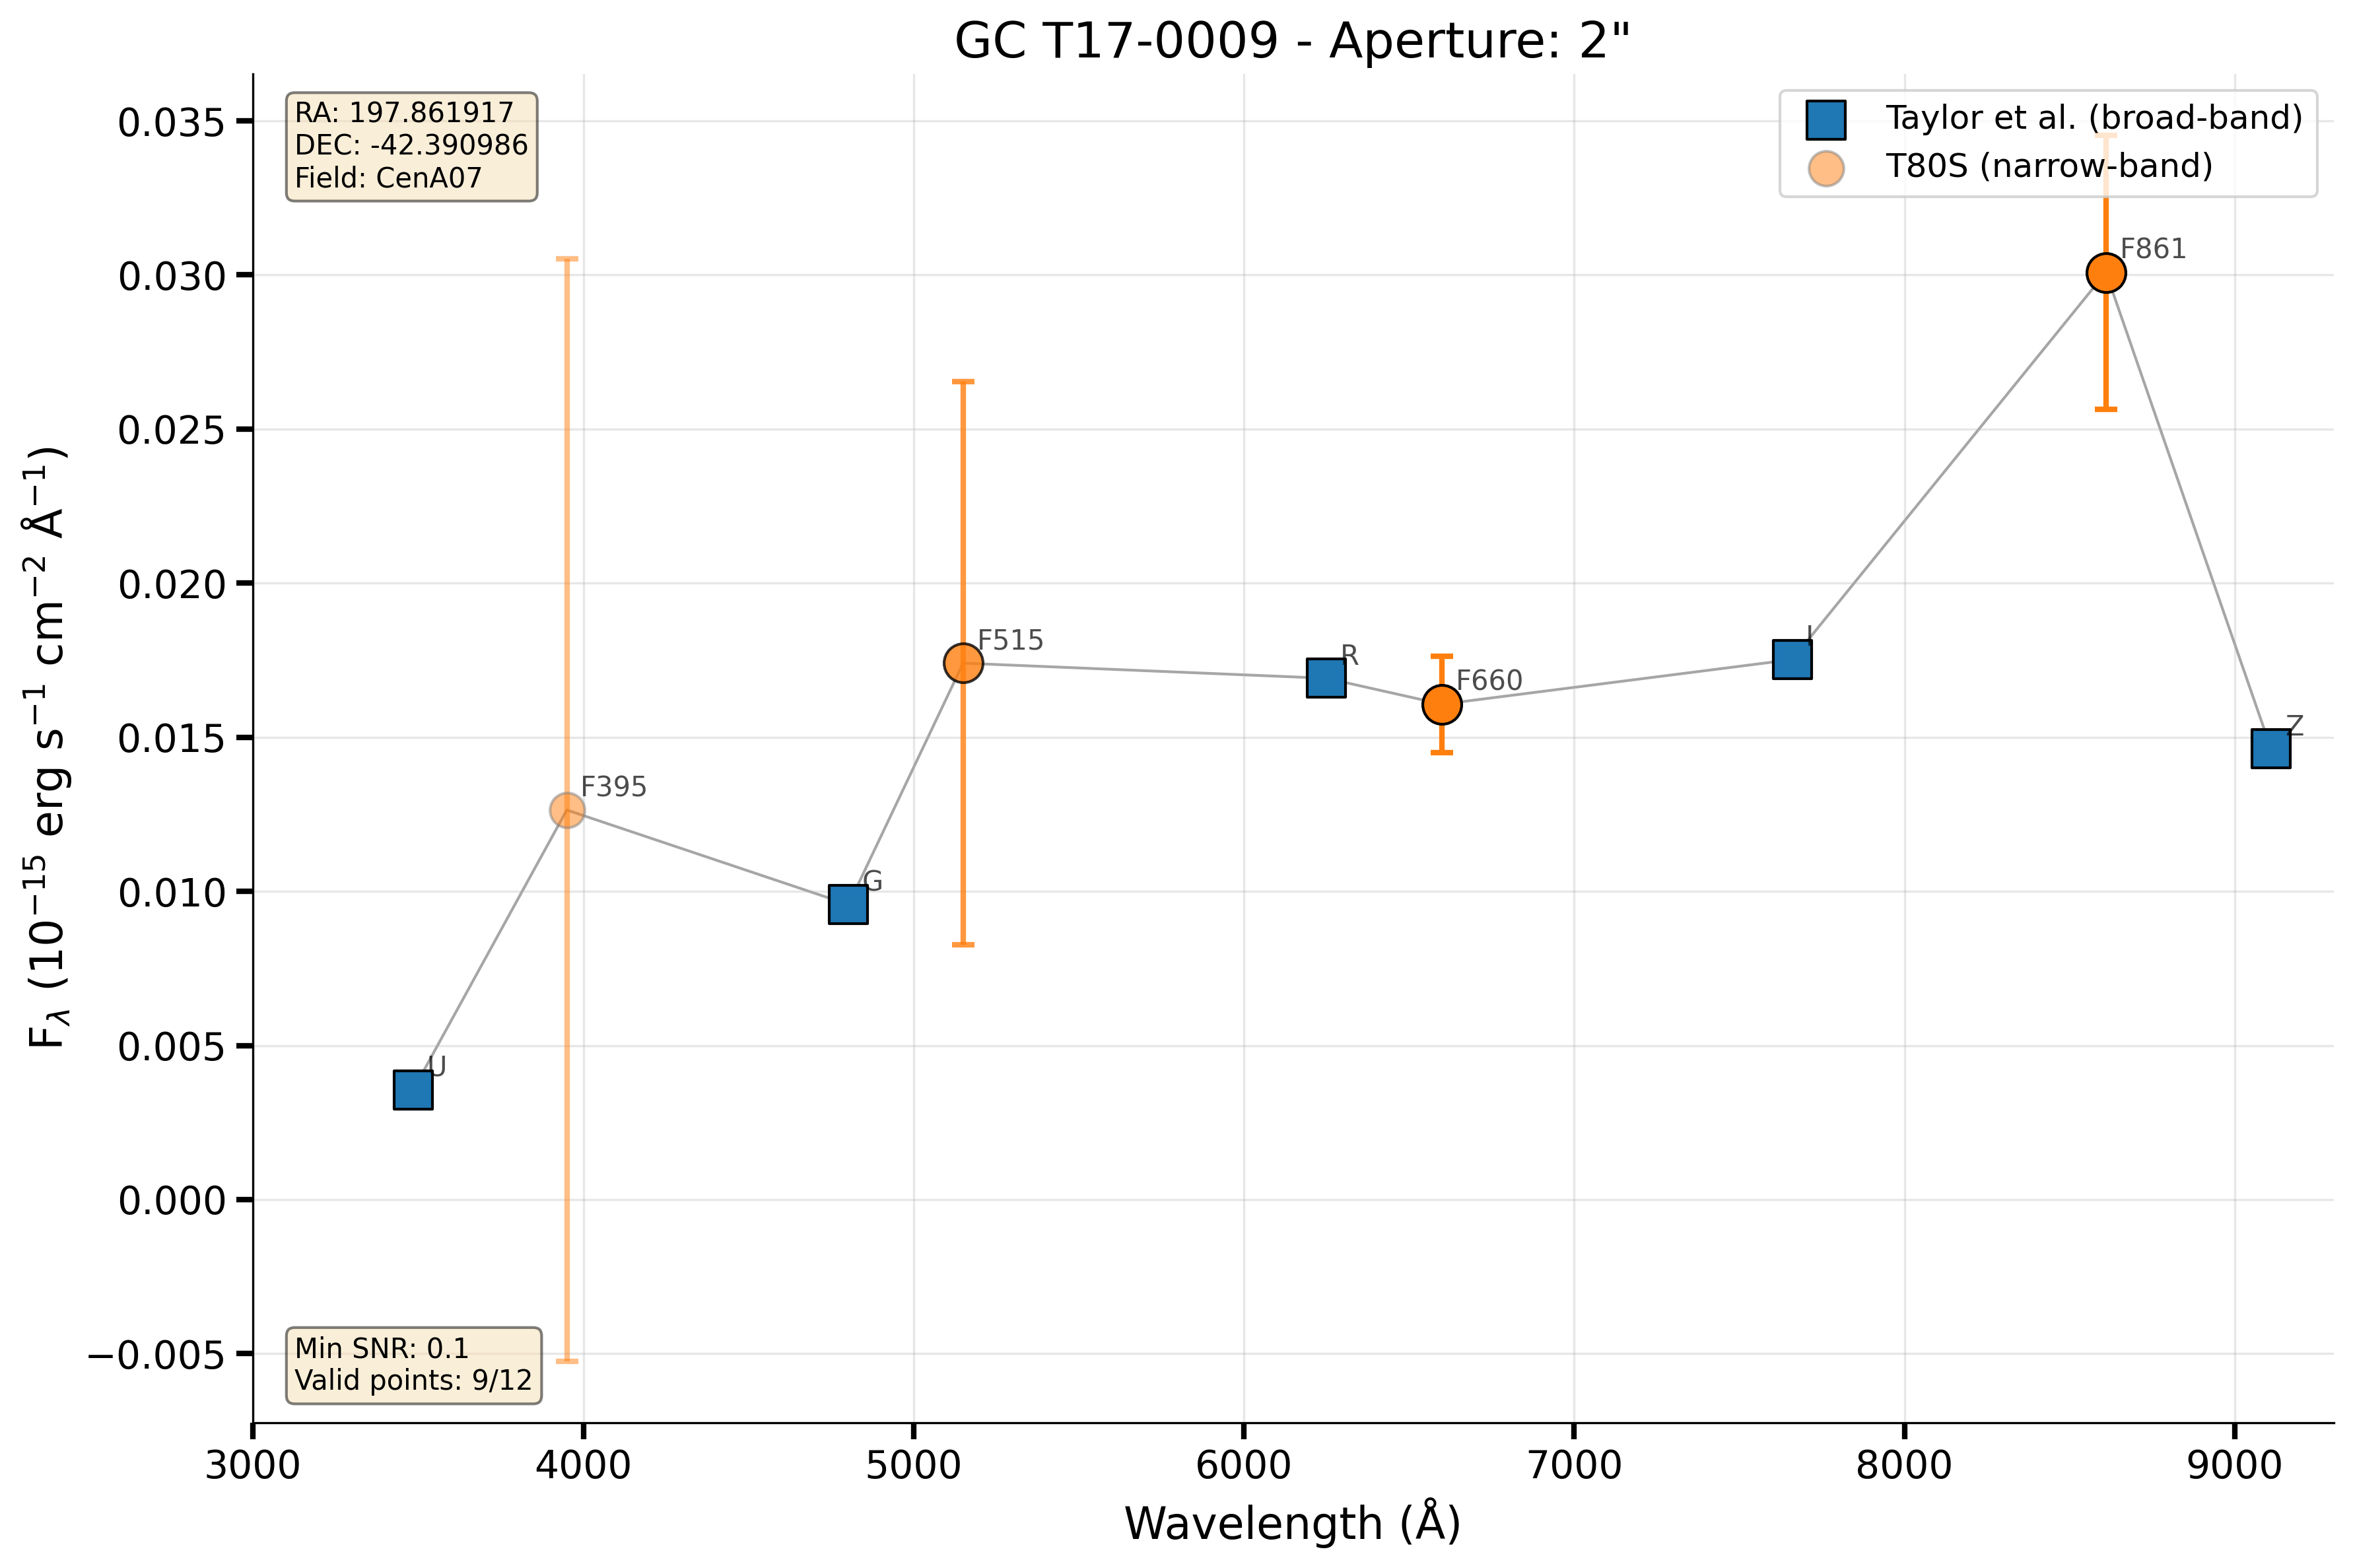 GC T17-0009 - Aperture: 2"
RA: 197.861917
DEC: -42.390986
Field: CenA07
Taylor et al. (broad-band)
T80S (narrow-band)
0.035
0.030
0.025
0.020
0.015
0.010
0.005
0.000
−0.005
F_λ (10⁻¹⁵ erg s⁻¹ cm⁻² Å⁻¹)
U
F395
G
F515
R
F660
I
F861
Z
Min SNR: 0.1
Valid points: 9/12
3000 4000 5000 6000 7000 8000 9000
Wavelength (Å)